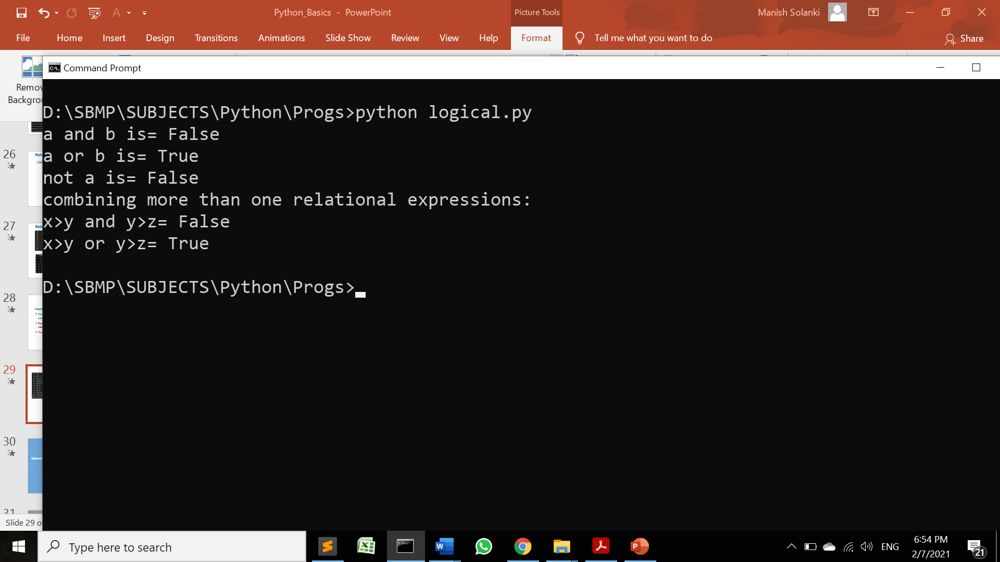 Python_Basics - PowerPoint
Picture Tools
Manish Solanki
File
Home
Insert
Design
Transitions
Animations
Slide Show
Review
View
Help
Format
Tell me what you want to do
Share
Command Prompt
D:\SBMP\SUBJECTS\Python\Progs>python logical.py
a and b is= False
a or b is= True
not a is= False
combining more than one relational expressions:
x>y and y>z= False
x>y or y>z= True
D:\SBMP\SUBJECTS\Python\Progs>
26
27
28
29
30
31
Slide 29
Type here to search
ENG
6:54 PM
2/7/2021
21